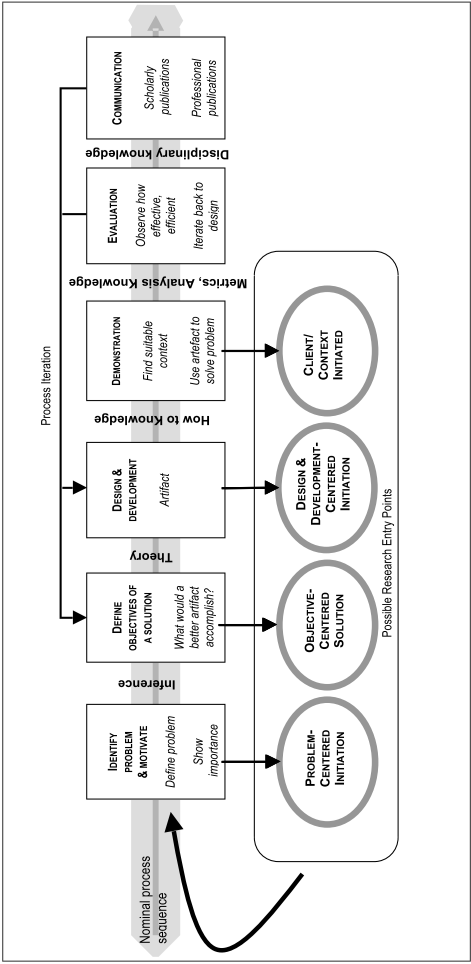 Process Iteration
Nominal process
sequence
IDENTIFY
PROBLEM
& MOTIVATE
Define problem
Show
importance
Inference
DEFINE
OBJECTIVES OF
A SOLUTION
What would a
better artifact
accomplish?
Theory
DESIGN &
DEVELOPMENT
Artifact
How to Knowledge
DEMONSTRATION
Find suitable
context
Use artefact to
solve problem
Metrics, Analysis Knowledge
EVALUATION
Observe how
effective,
efficient
Iterate back to
design
Disciplinary knowledge
COMMUNICATION
Scholarly
publications
Professional
publications
PROBLEM-
CENTERED
INITIATION
OBJECTIVE-
CENTERED
SOLUTION
DESIGN &
DEVELOPMENT-
CENTERED
INITIATION
CLIENT/
CONTEXT
INITIATED
Possible Research Entry Points